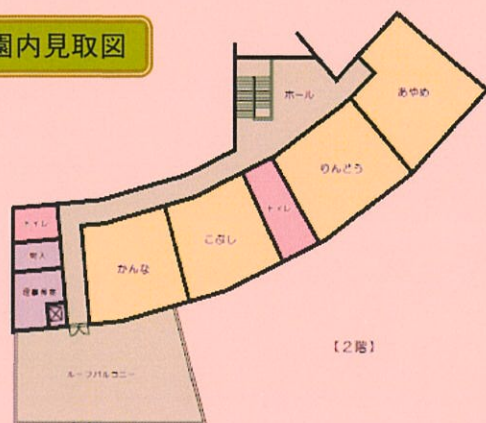 園内見取図
ホール
あやめ
りんどう
トイレ
こぶし
かんな
トイレ
ルーフバルコニー
【2階】